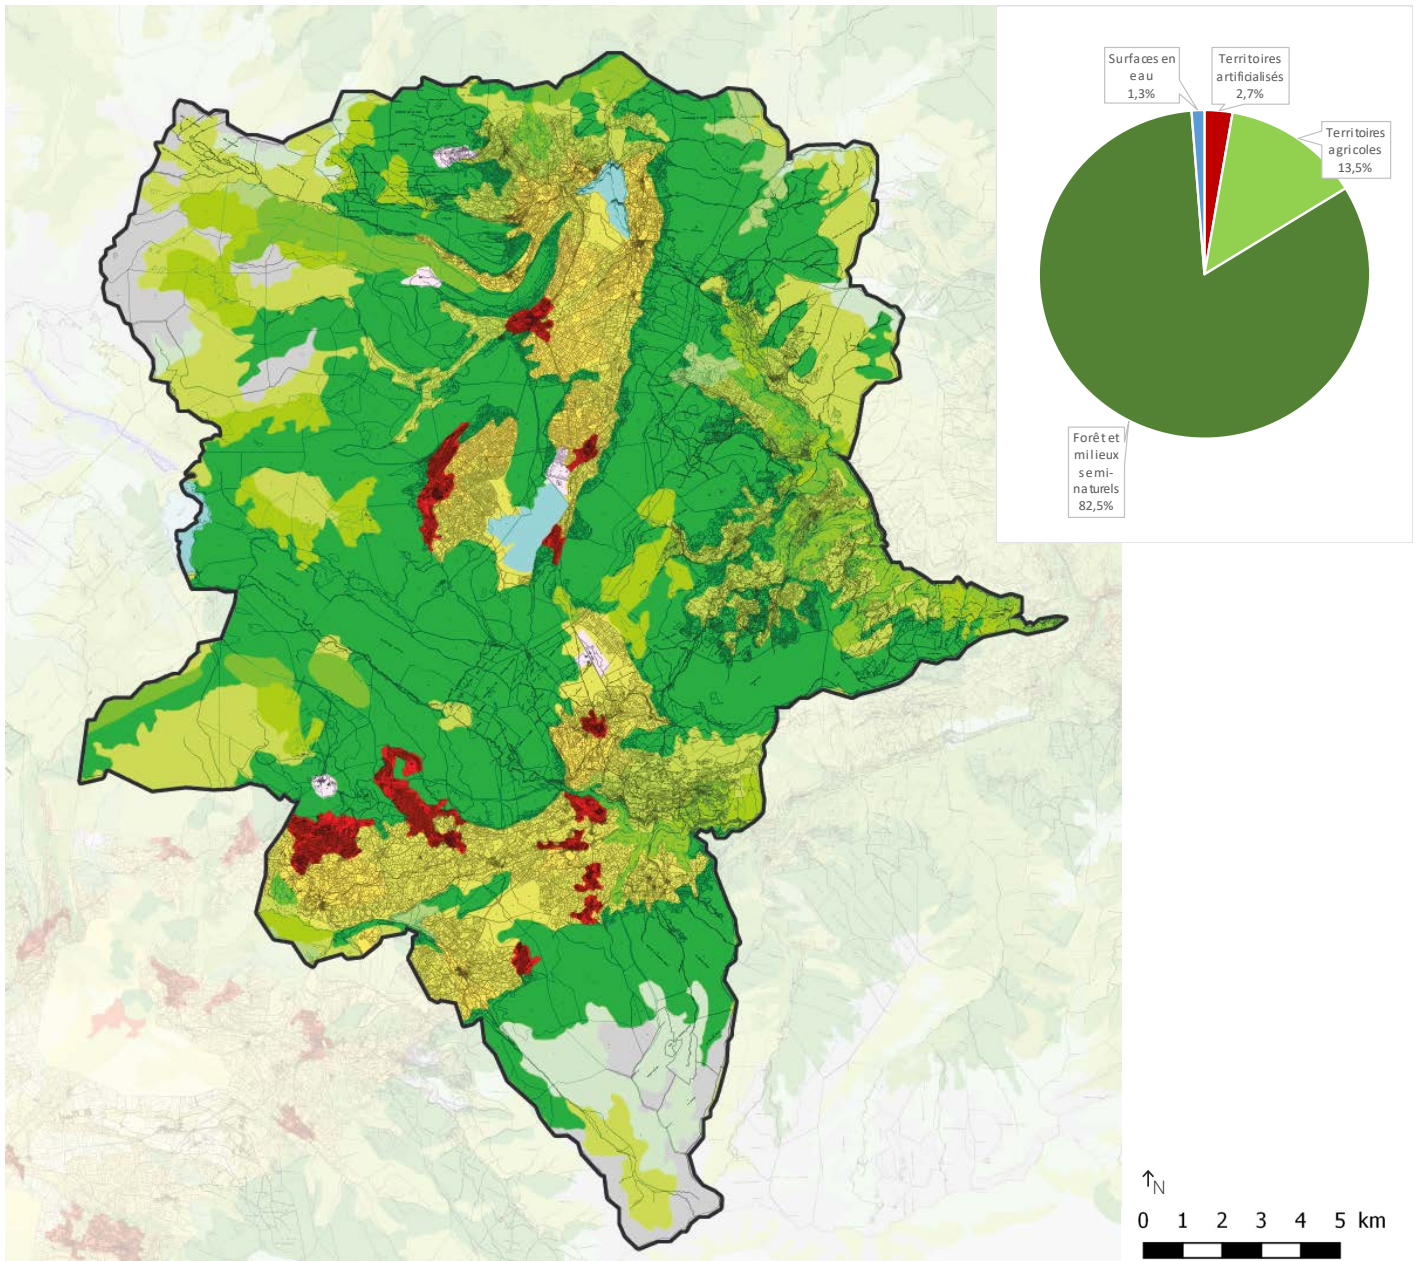 Surfaces en
eau
1,3%
Territoires
artificialisés
2,7%
Territoires
agricoles
13,5%
Forêt et
milieux
semi-
naturels
82,5%
N
0 1 2 3 4 5 km